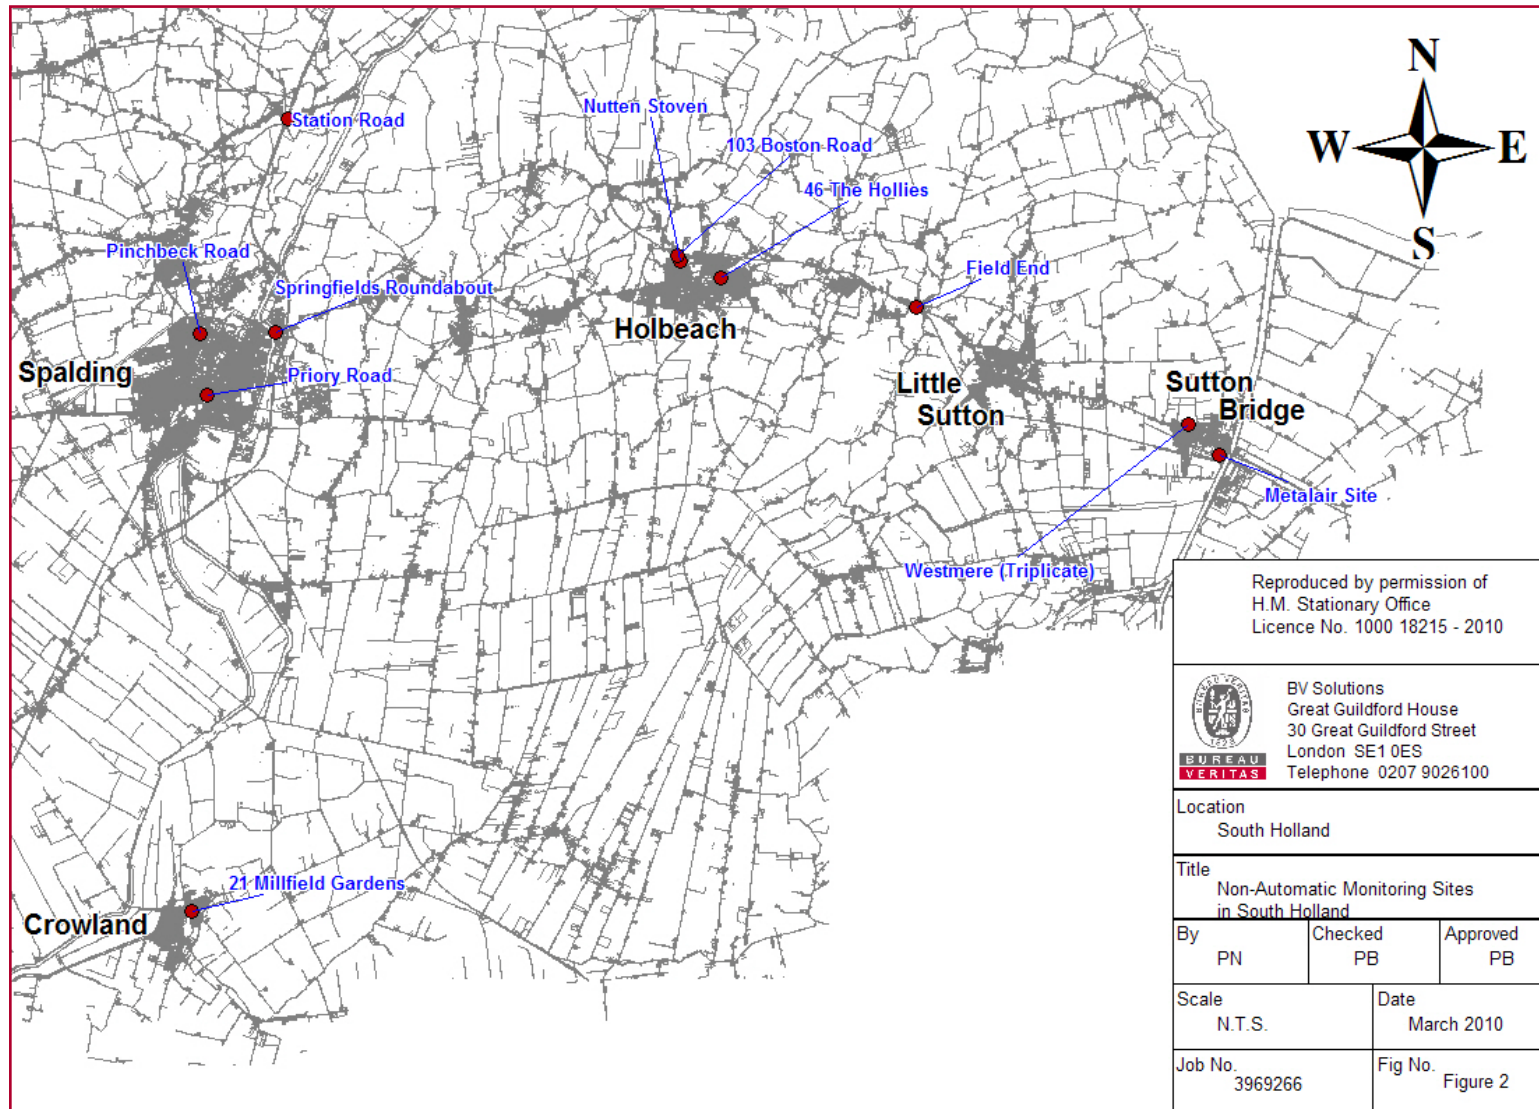 N
W E
S
Station Road
Nutten Stoven
103 Boston Road
46 The Hollies
Pinchbeck Road
Springfields Roundabout
Field End
Holbeach
Spalding
Priory Road
Little
Sutton
Sutton
Bridge
Metalair Site
Westmere (Triplicate)
21 Millfield Gardens
Crowland
Reproduced by permission of
H.M. Stationary Office
Licence No. 1000 18215 - 2010
BUREAU VERITAS
1828
BUREAU
VERITAS
BV Solutions
Great Guildford House
30 Great Guildford Street
London SE1 0ES
Telephone 0207 9026100
Location
South Holland
Title
Non-Automatic Monitoring Sites
in South Holland
By
PN
Checked
PB
Approved
PB
Scale
N.T.S.
Date
March 2010
Job No.
3969266
Fig No.
Figure 2